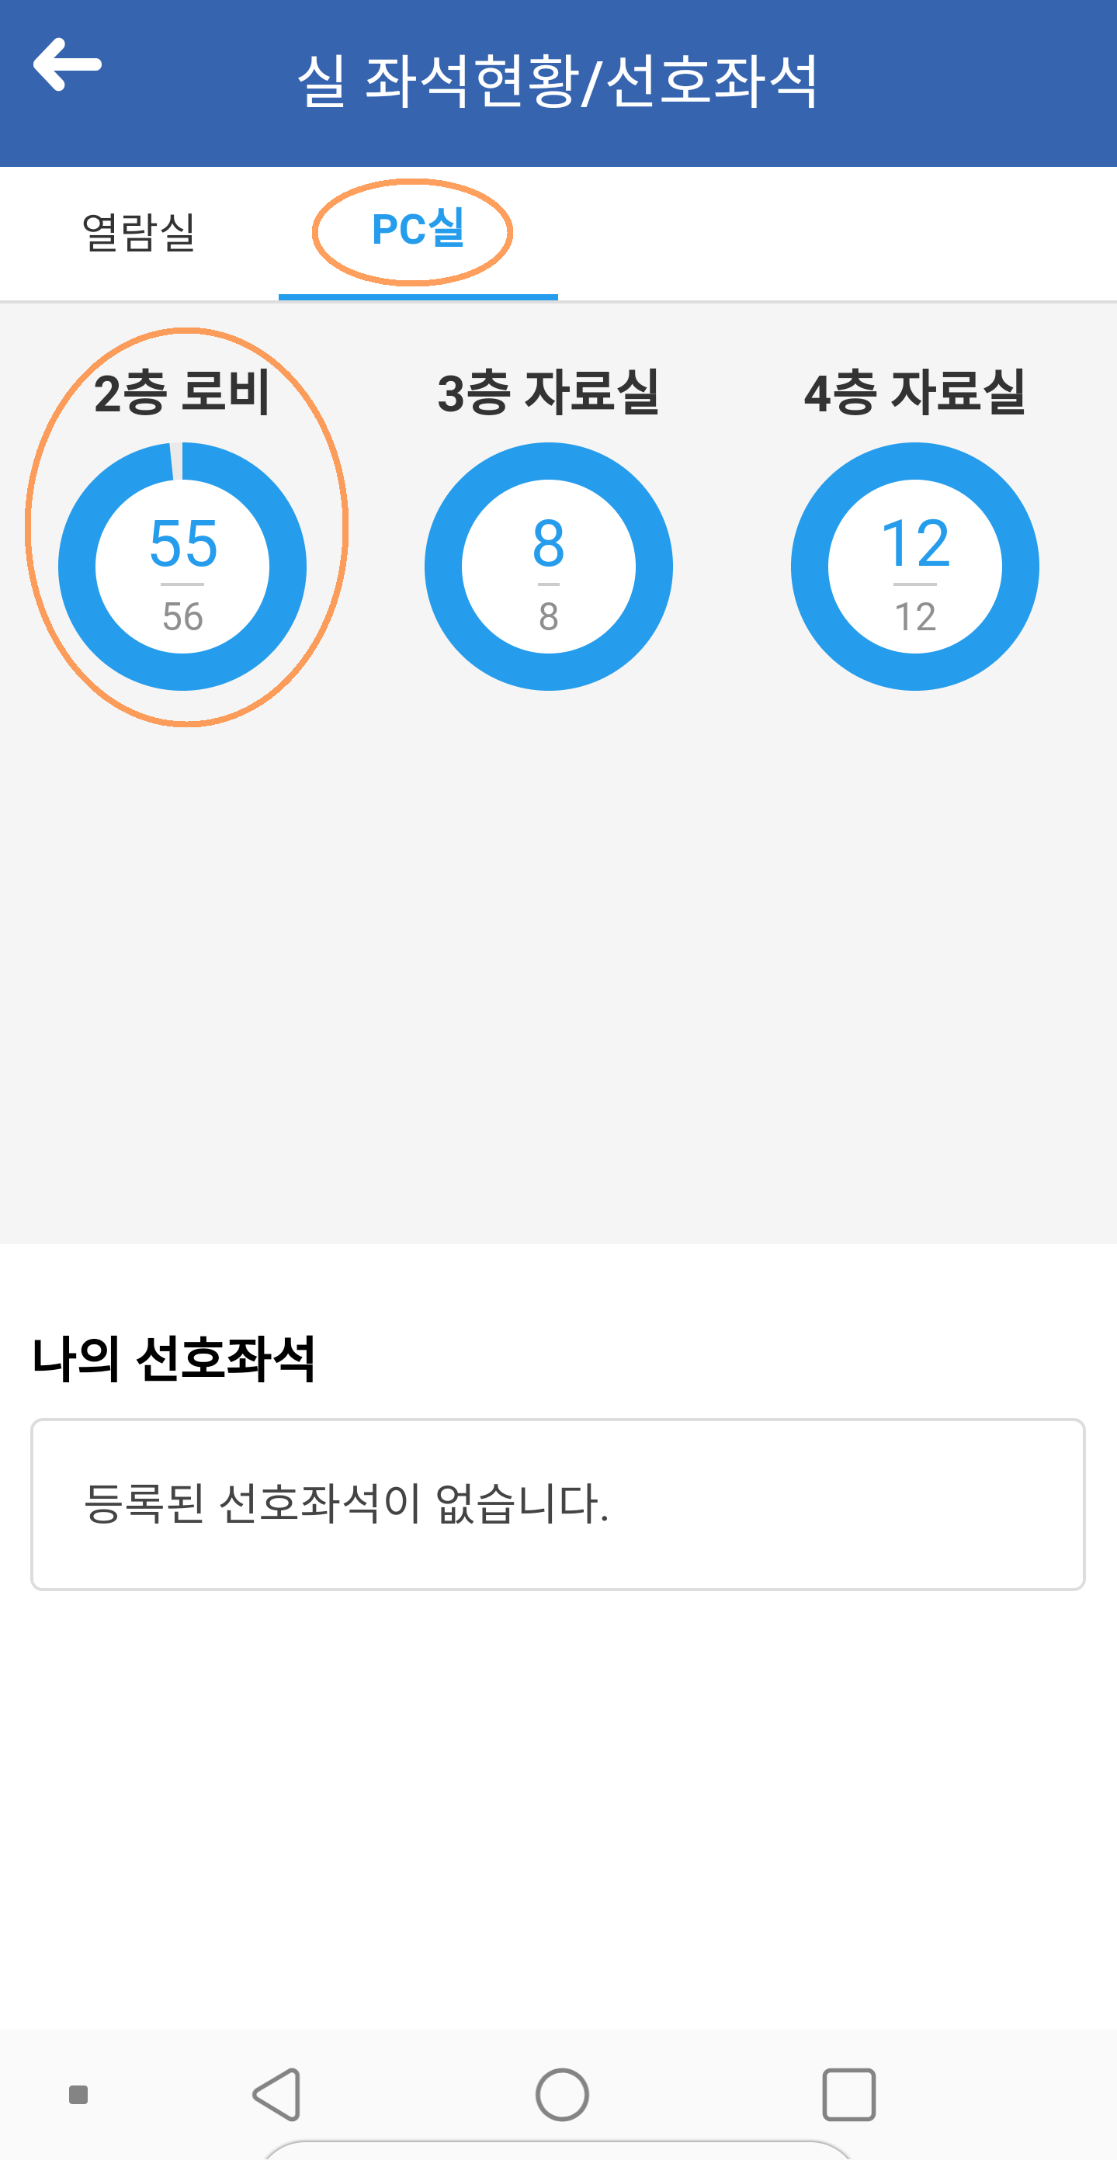 실 좌석현황/선호좌석
열람실 PC실
2층 로비 3층 자료실 4층 자료실
55 8 12
56 8 12
나의 선호좌석
등록된 선호좌석이 없습니다.